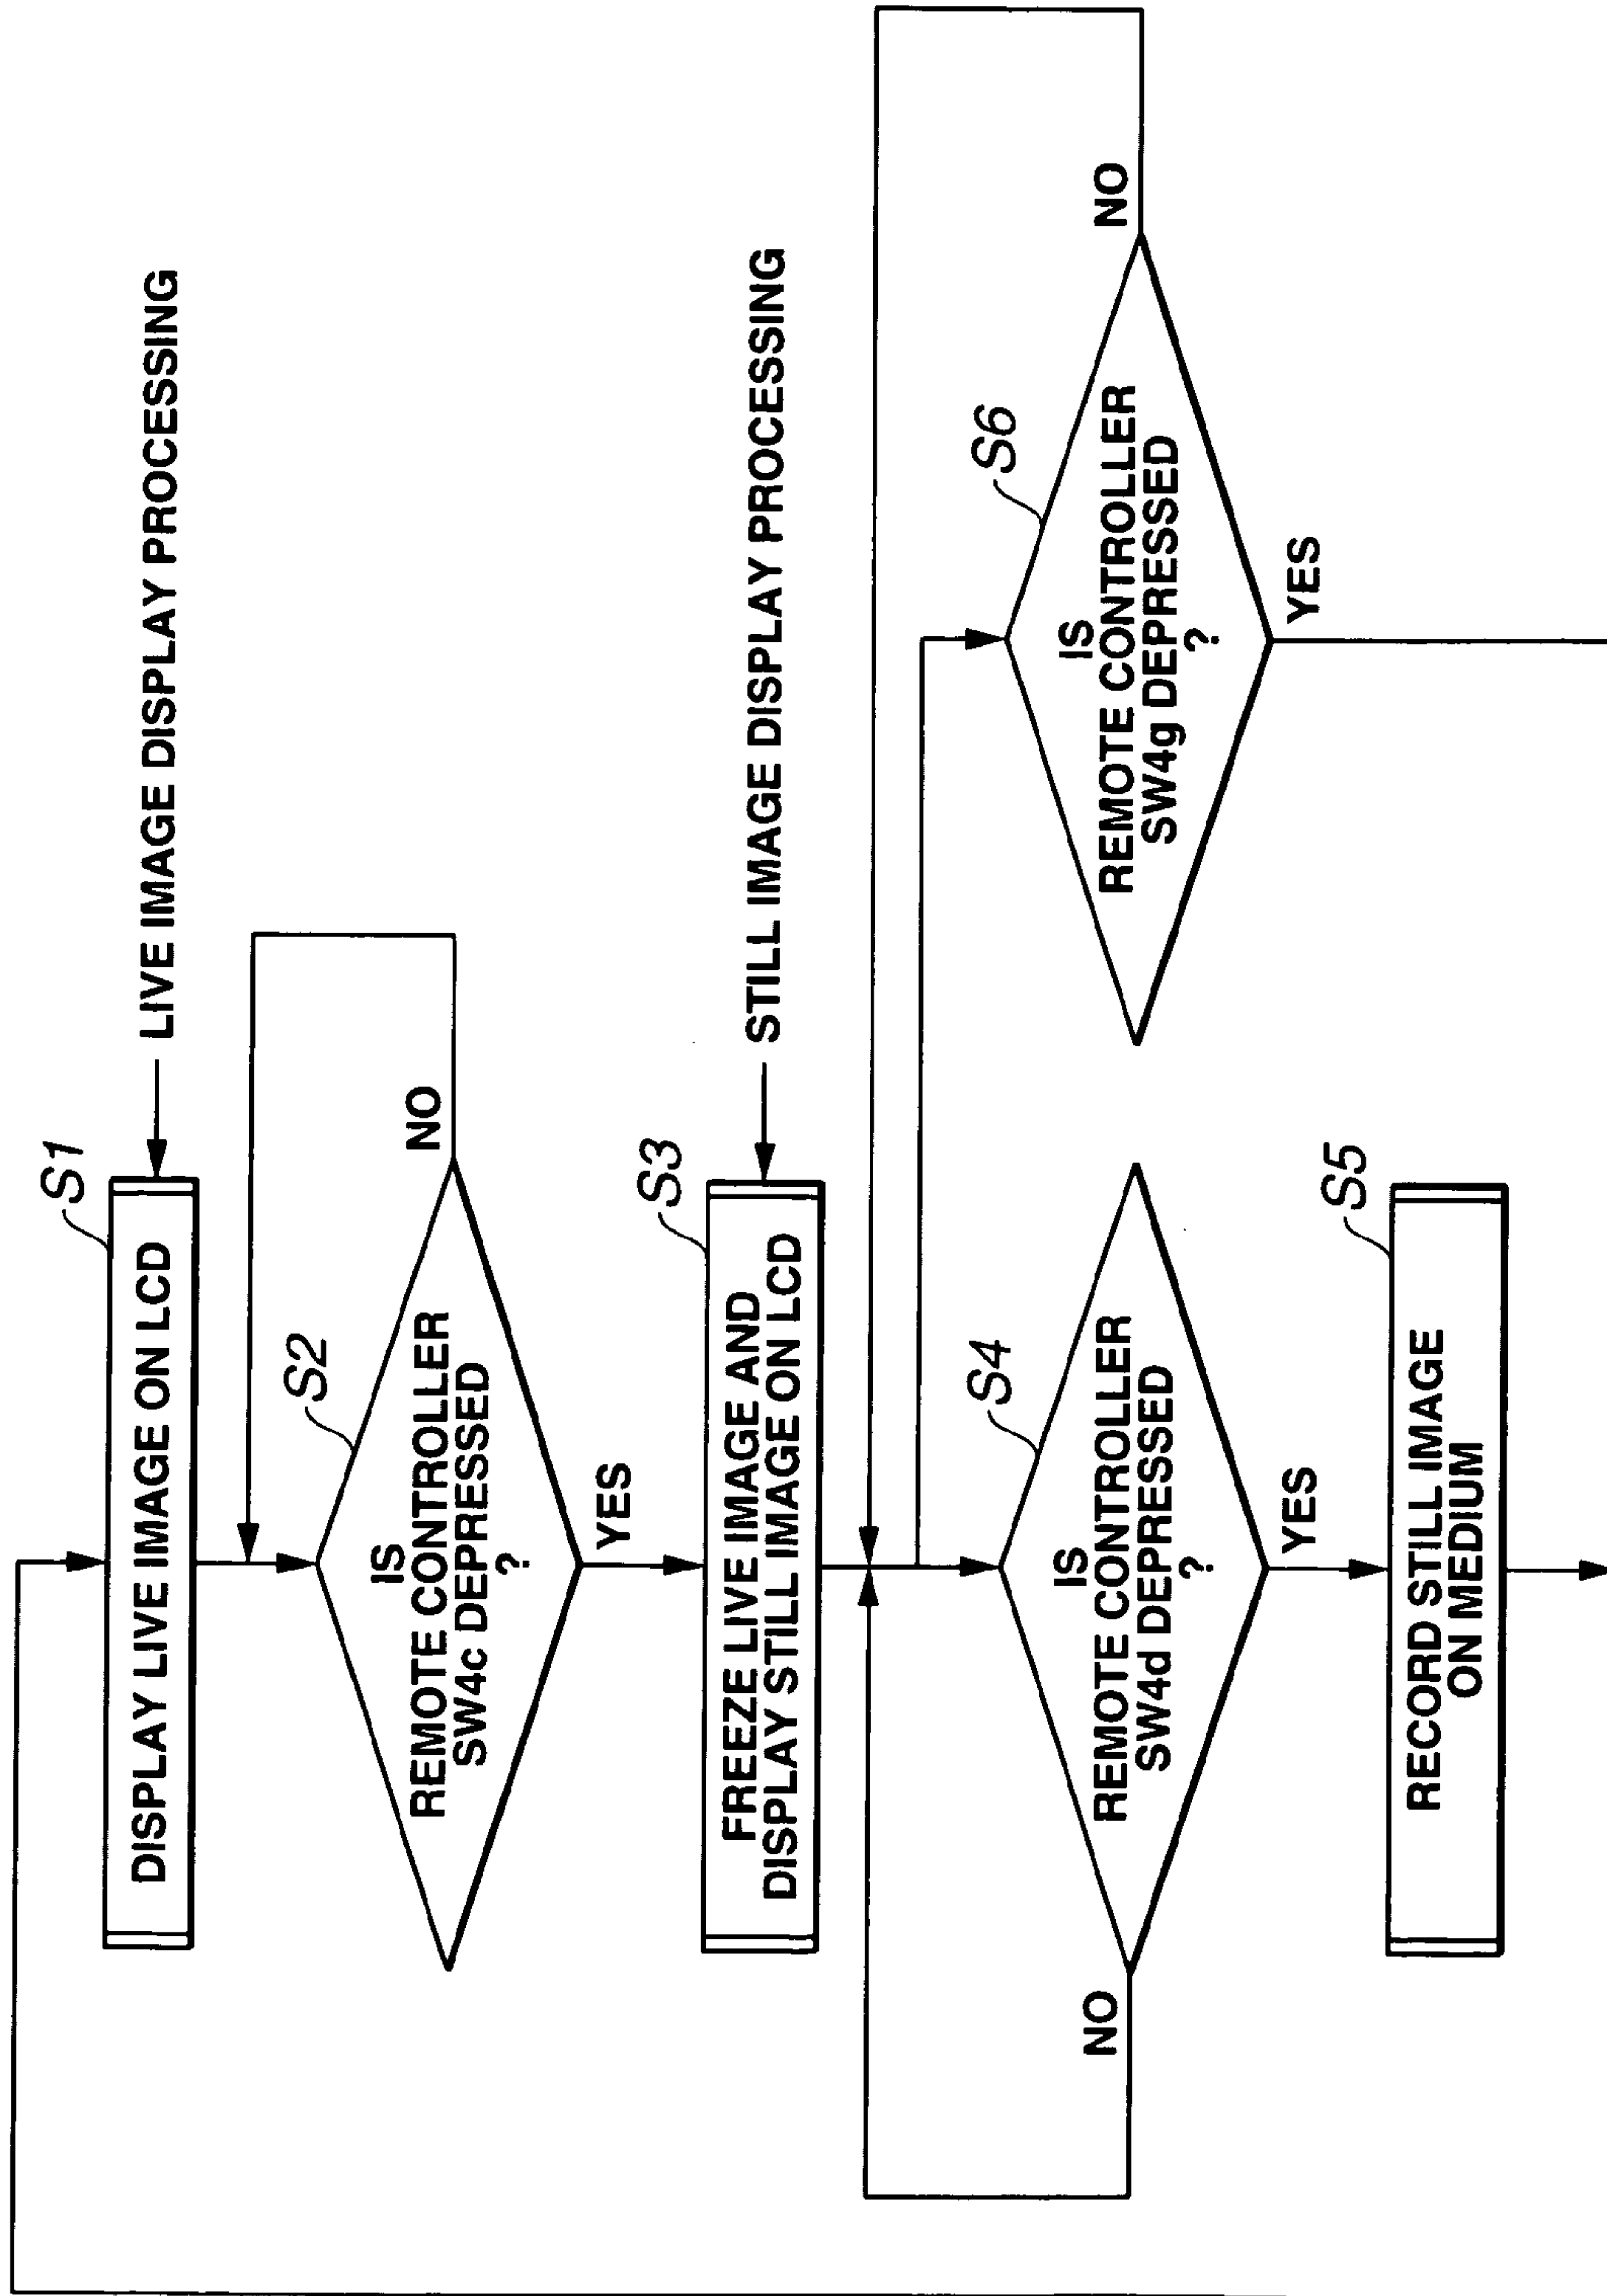 S1
DISPLAY LIVE IMAGE ON LCD
LIVE IMAGE DISPLAY PROCESSING
S2
IS
REMOTE CONTROLLER
SW4c DEPRESSED
?
NO
YES
S3
FREEZE LIVE IMAGE AND
DISPLAY STILL IMAGE ON LCD
STILL IMAGE DISPLAY PROCESSING
S4
IS
REMOTE CONTROLLER
SW4d DEPRESSED
?
NO
YES
S6
IS
REMOTE CONTROLLER
SW4g DEPRESSED
?
NO
YES
S5
RECORD STILL IMAGE
ON MEDIUM